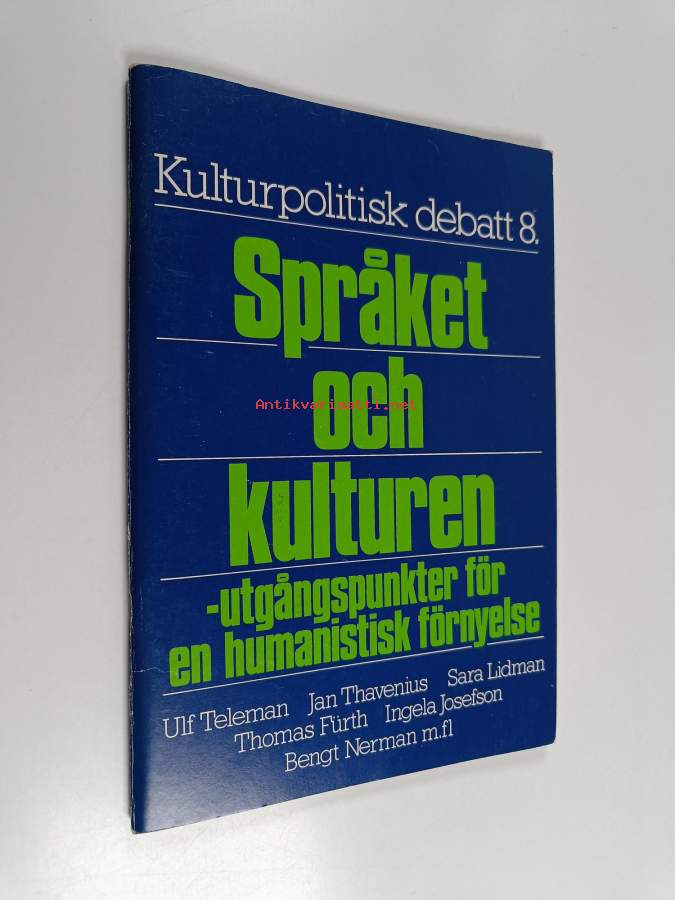 Kulturpolitisk debatt 8.
Språket
och
Antikvariaatti.net
kulturen
-utgångspunkter för
en humanistisk förnyelse
Ulf Teleman Jan Thavenius Sara Lidman
Thomas Fürth Ingela Josefson
Bengt Nerman m.fl